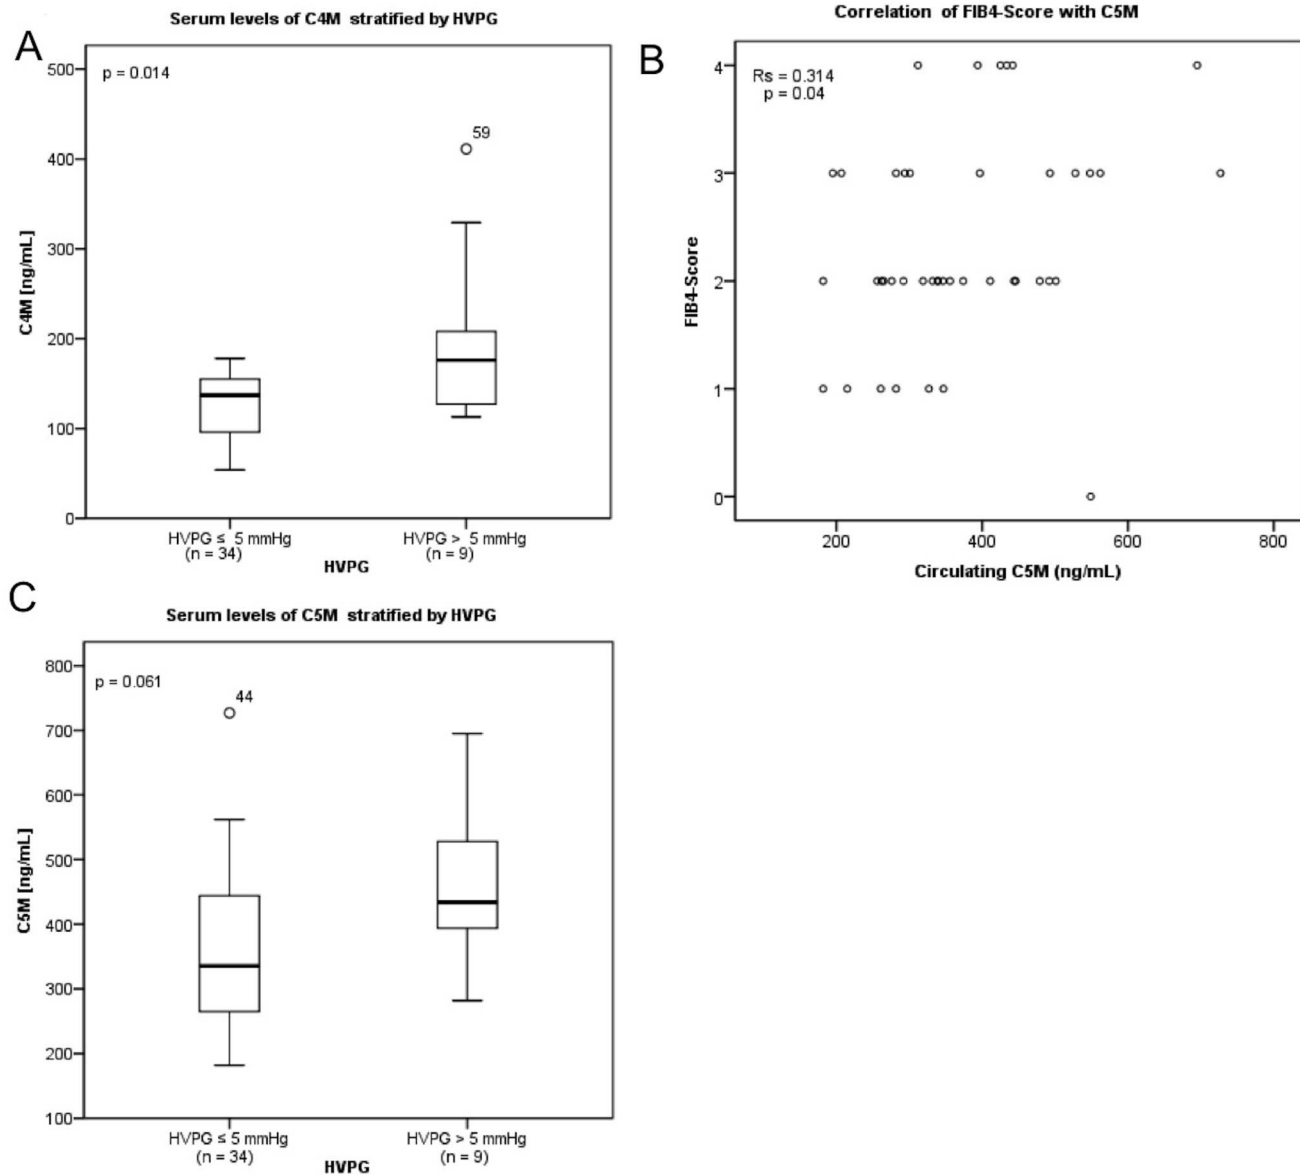 Serum levels of C4M stratified by HVPG
A
p = 0.014
500
400
300
200
100
0
59
C4M [ng/mL]
HVPG ≤ 5 mmHg
(n = 34)
HVPG > 5 mmHg
(n = 9)
HVPG
Correlation of FIB4-Score with C5M
B
Rs = 0.314
p = 0.04
4
3
2
1
0
FIB4-Score
200
400
600
800
Circulating C5M (ng/mL)
C
Serum levels of C5M stratified by HVPG
p = 0.061
800
700
600
500
400
300
200
100
44
C5M [ng/mL]
HVPG ≤ 5 mmHg
(n = 34)
HVPG > 5 mmHg
(n = 9)
HVPG